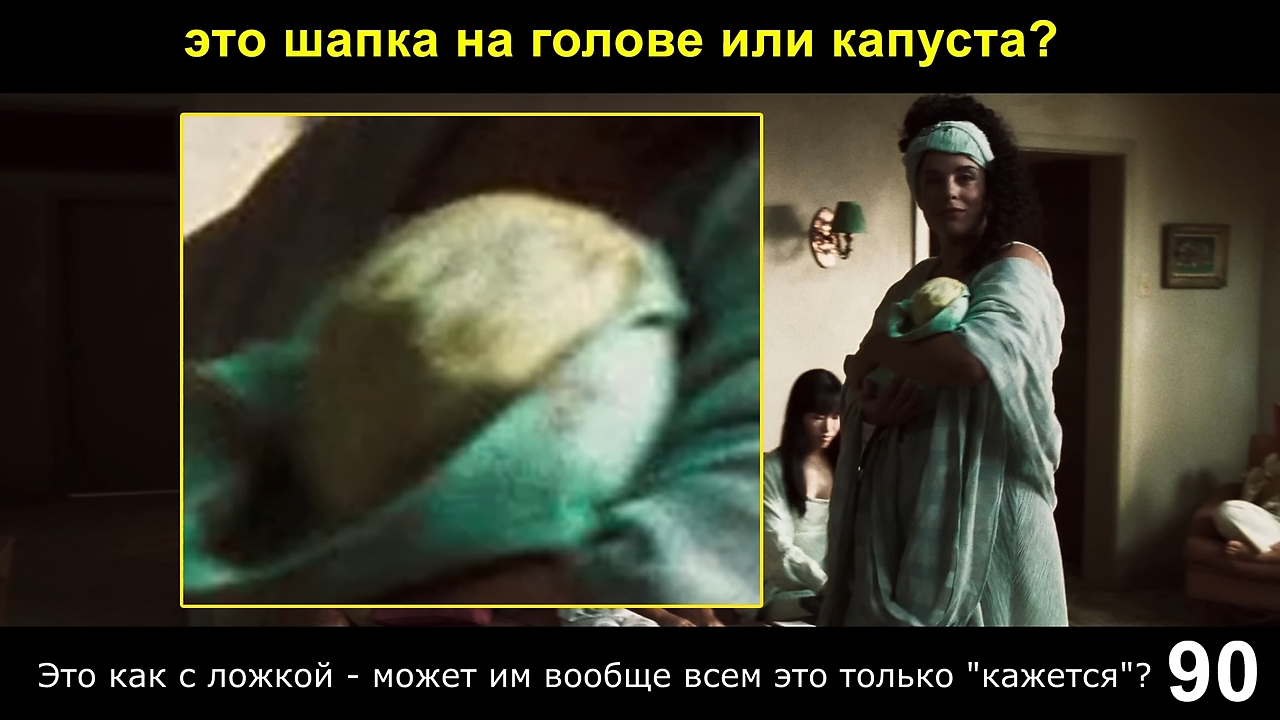 это шапка на голове или капуста?
Это как с ложкой - может им вообще всем это только "кажется"?
90